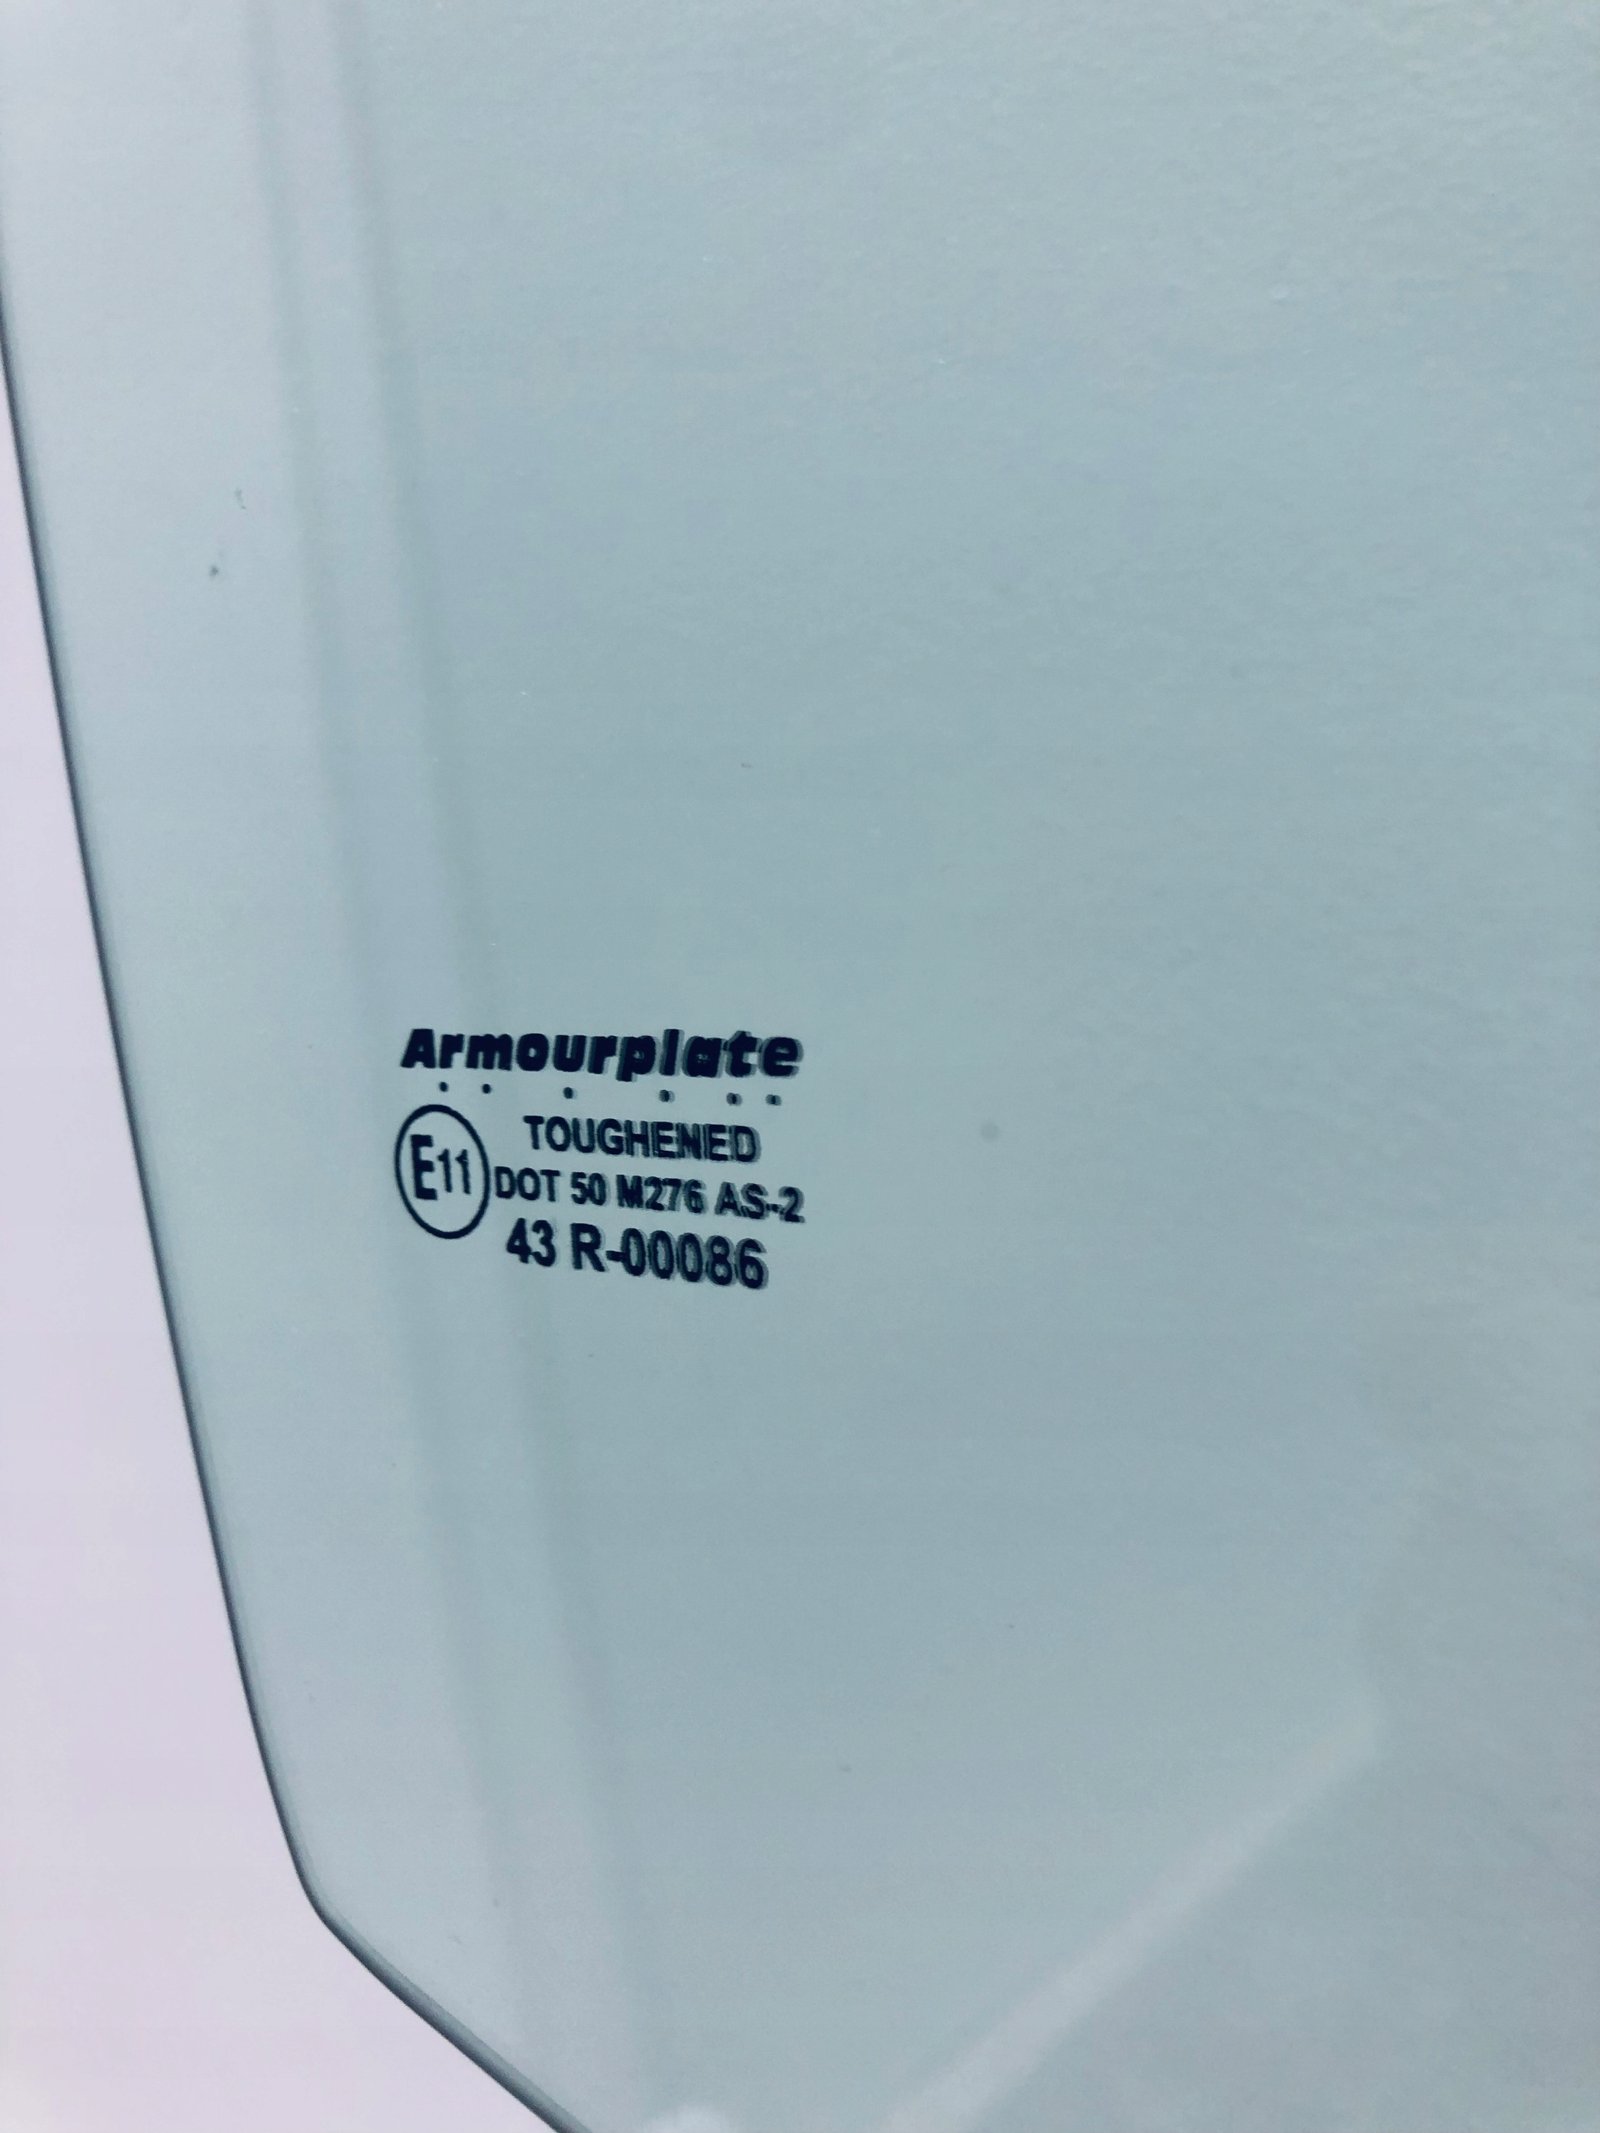 Armourplate
E11
TOUGHENED
DOT 50 M276 AS-2
43 R-00086